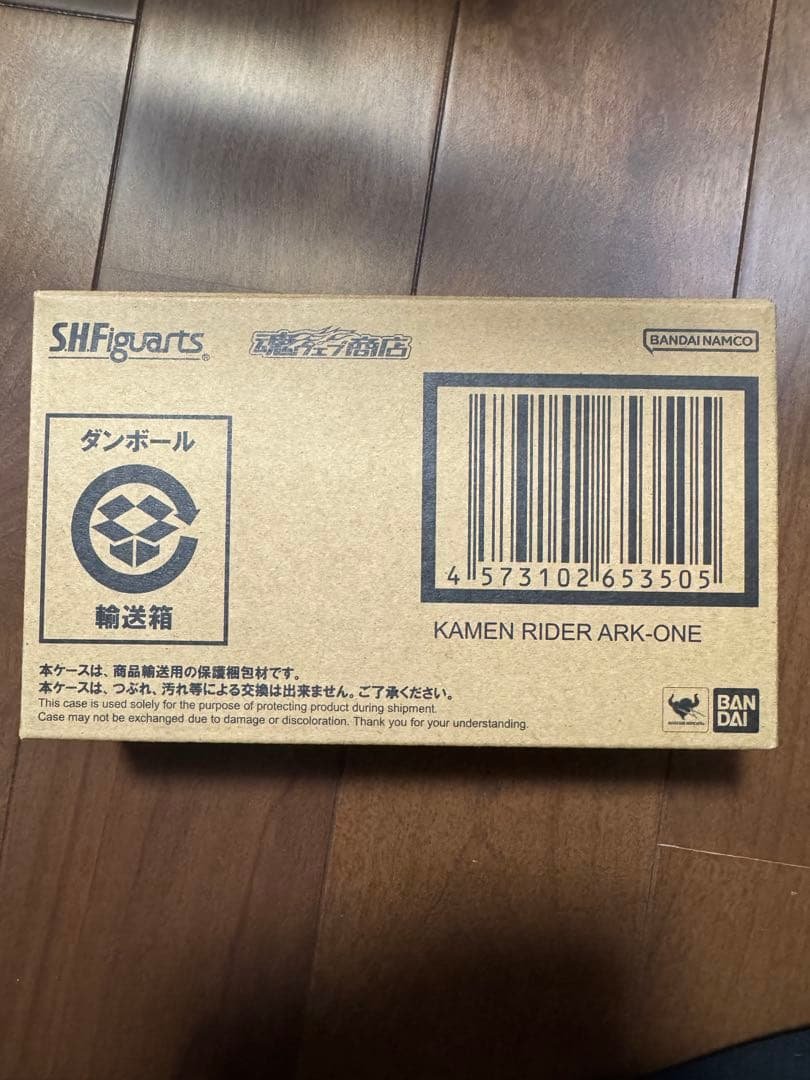 S.H.Figuarts®
魂ウェブ商店
BANDAI NAMCO
ダンボール
輸送箱
4 573102 653505
KAMEN RIDER ARK-ONE
本ケースは、商品輸送用の保護梱包材です。
本ケースは、つぶれ、汚れ等による交換は出来ません。ご了承ください。
This case is used solely for the purpose of protecting product during shipment.
Case may not be exchanged due to damage or discoloration. Thank you for your understanding.
BAN
DAI